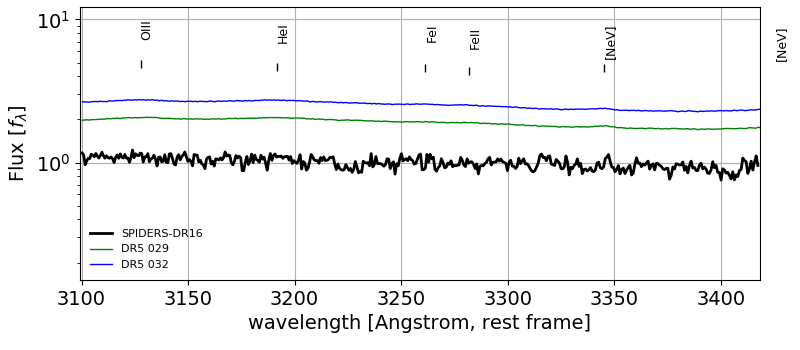 OIII
HeI
FeI
FeII
[NeV]
[NeV]
10¹
10⁰
Flux [fλ]
SPIDERS-DR16
DR5 029
DR5 032
3100 3150 3200 3250 3300 3350 3400
wavelength [Angstrom, rest frame]